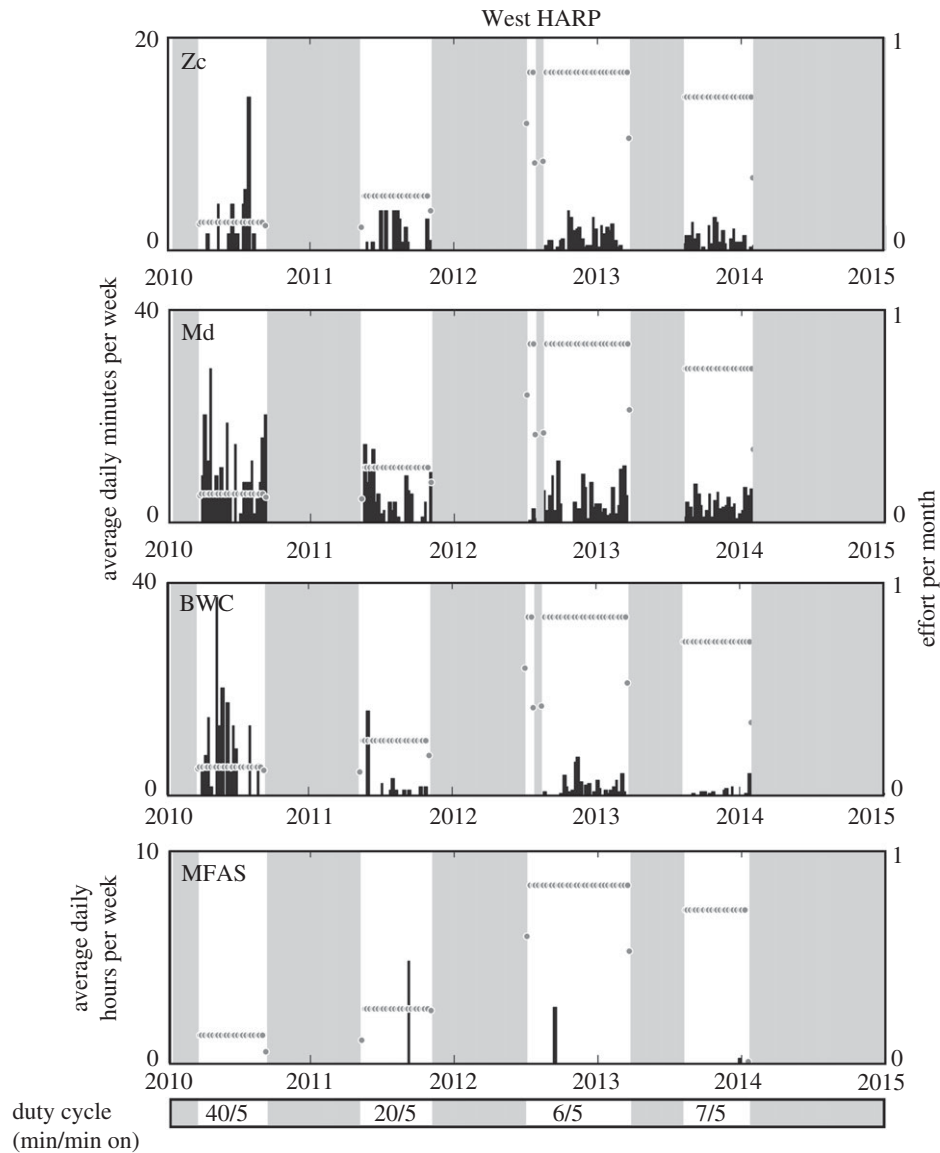 West HARP
20
1
Zc
0
0
2010 2011 2012 2013 2014 2015
40
1
Md
0
0
2010 2011 2012 2013 2014 2015
average daily minutes per week
effort per month
40
1
BWC
0
0
2010 2011 2012 2013 2014 2015
10
1
MFAS
average daily
hours per week
0
0
2010 2011 2012 2013 2014 2015
duty cycle
(min/min on)
40/5 20/5 6/5 7/5